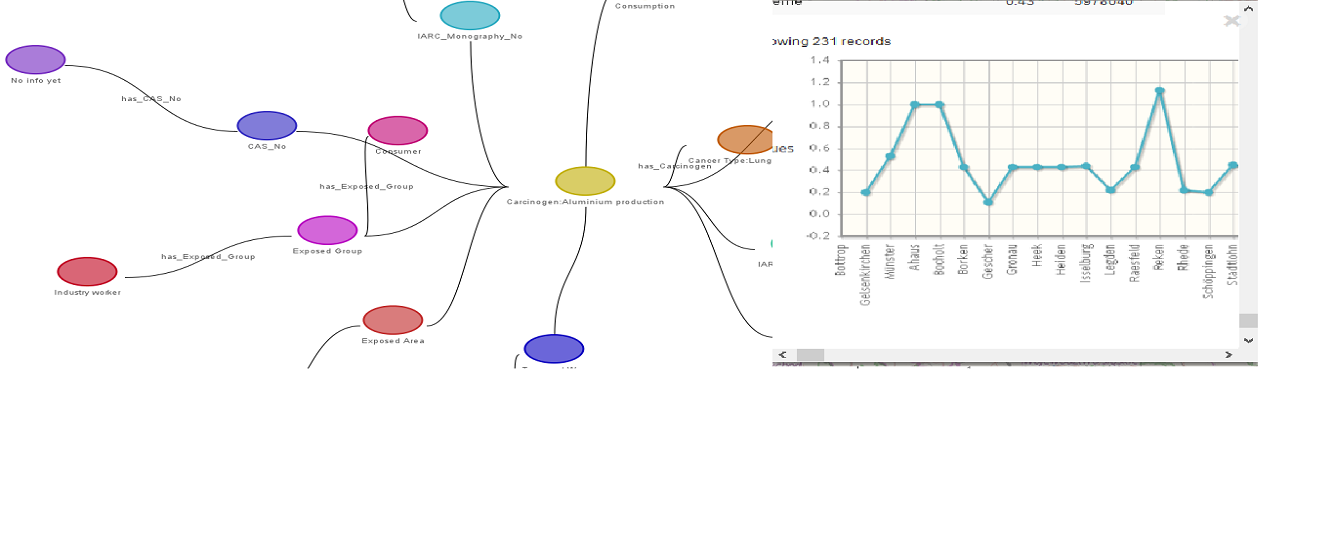 Consumption
IARC_Monography_No
No info yet
has_CAS_No
CAS_No
Consumer
has_Exposed_Group
Cancer Type:Lung
has_Carcinogen
Carcinogen:Aluminium production
Exposed Group
has_Exposed_Group
Industry worker
IAR
Exposed Area
eme 0.43 5978040
owing 231 records
1.4
1.0
0.8
ues
0.6
0.4
0.2
0.0
-0.2
Bottrop
Gelsenkirchen
Münster
Ahaus
Bocholt
Borken
Gescher
Gronau
Heek
Heiden
Isselburg
Legden
Raesfeld
Reken
Rhede
Schöppingen
Stadtlohn